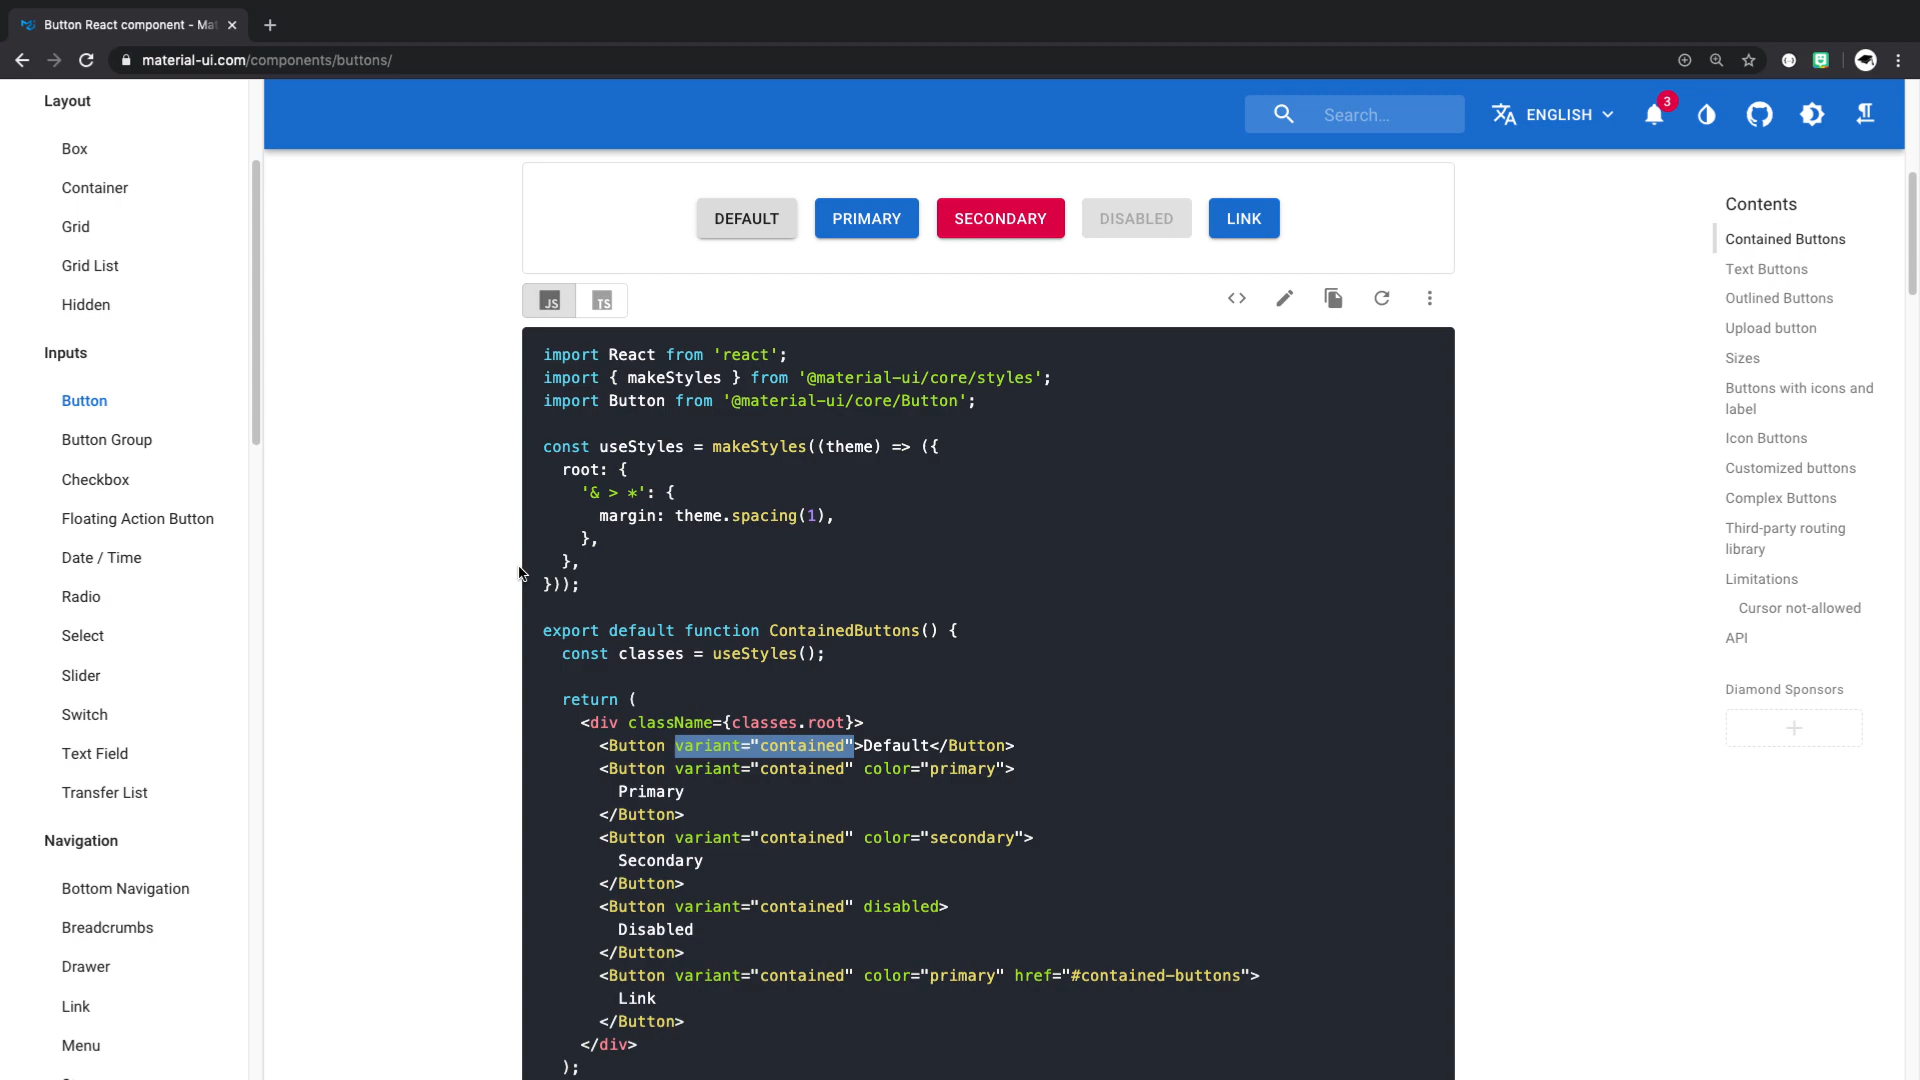 Button React component - Mat
material-ui.com/components/buttons/
Layout
Box
Container
Grid
Grid List
Hidden
Inputs
Button
Button Group
Checkbox
Floating Action Button
Date / Time
Radio
Select
Slider
Switch
Text Field
Transfer List
Navigation
Bottom Navigation
Breadcrumbs
Drawer
Link
Menu
Search…
ENGLISH
3
DEFAULT PRIMARY SECONDARY DISABLED LINK
JS TS
import React from 'react';
import { makeStyles } from '@material-ui/core/styles';
import Button from '@material-ui/core/Button';
const useStyles = makeStyles((theme) => ({
root: {
'& > *': {
margin: theme.spacing(1),
},
},
}));
export default function ContainedButtons() {
const classes = useStyles();
return (
<div className={classes.root}>
<Button variant="contained">Default</Button>
<Button variant="contained" color="primary">
Primary
</Button>
<Button variant="contained" color="secondary">
Secondary
</Button>
<Button variant="contained" disabled>
Disabled
</Button>
<Button variant="contained" color="primary" href="#contained-buttons">
Link
</Button>
</div>
);
Contents
Contained Buttons
Text Buttons
Outlined Buttons
Upload button
Sizes
Buttons with icons and
label
Icon Buttons
Customized buttons
Complex Buttons
Third-party routing
library
Limitations
Cursor not-allowed
API
Diamond Sponsors